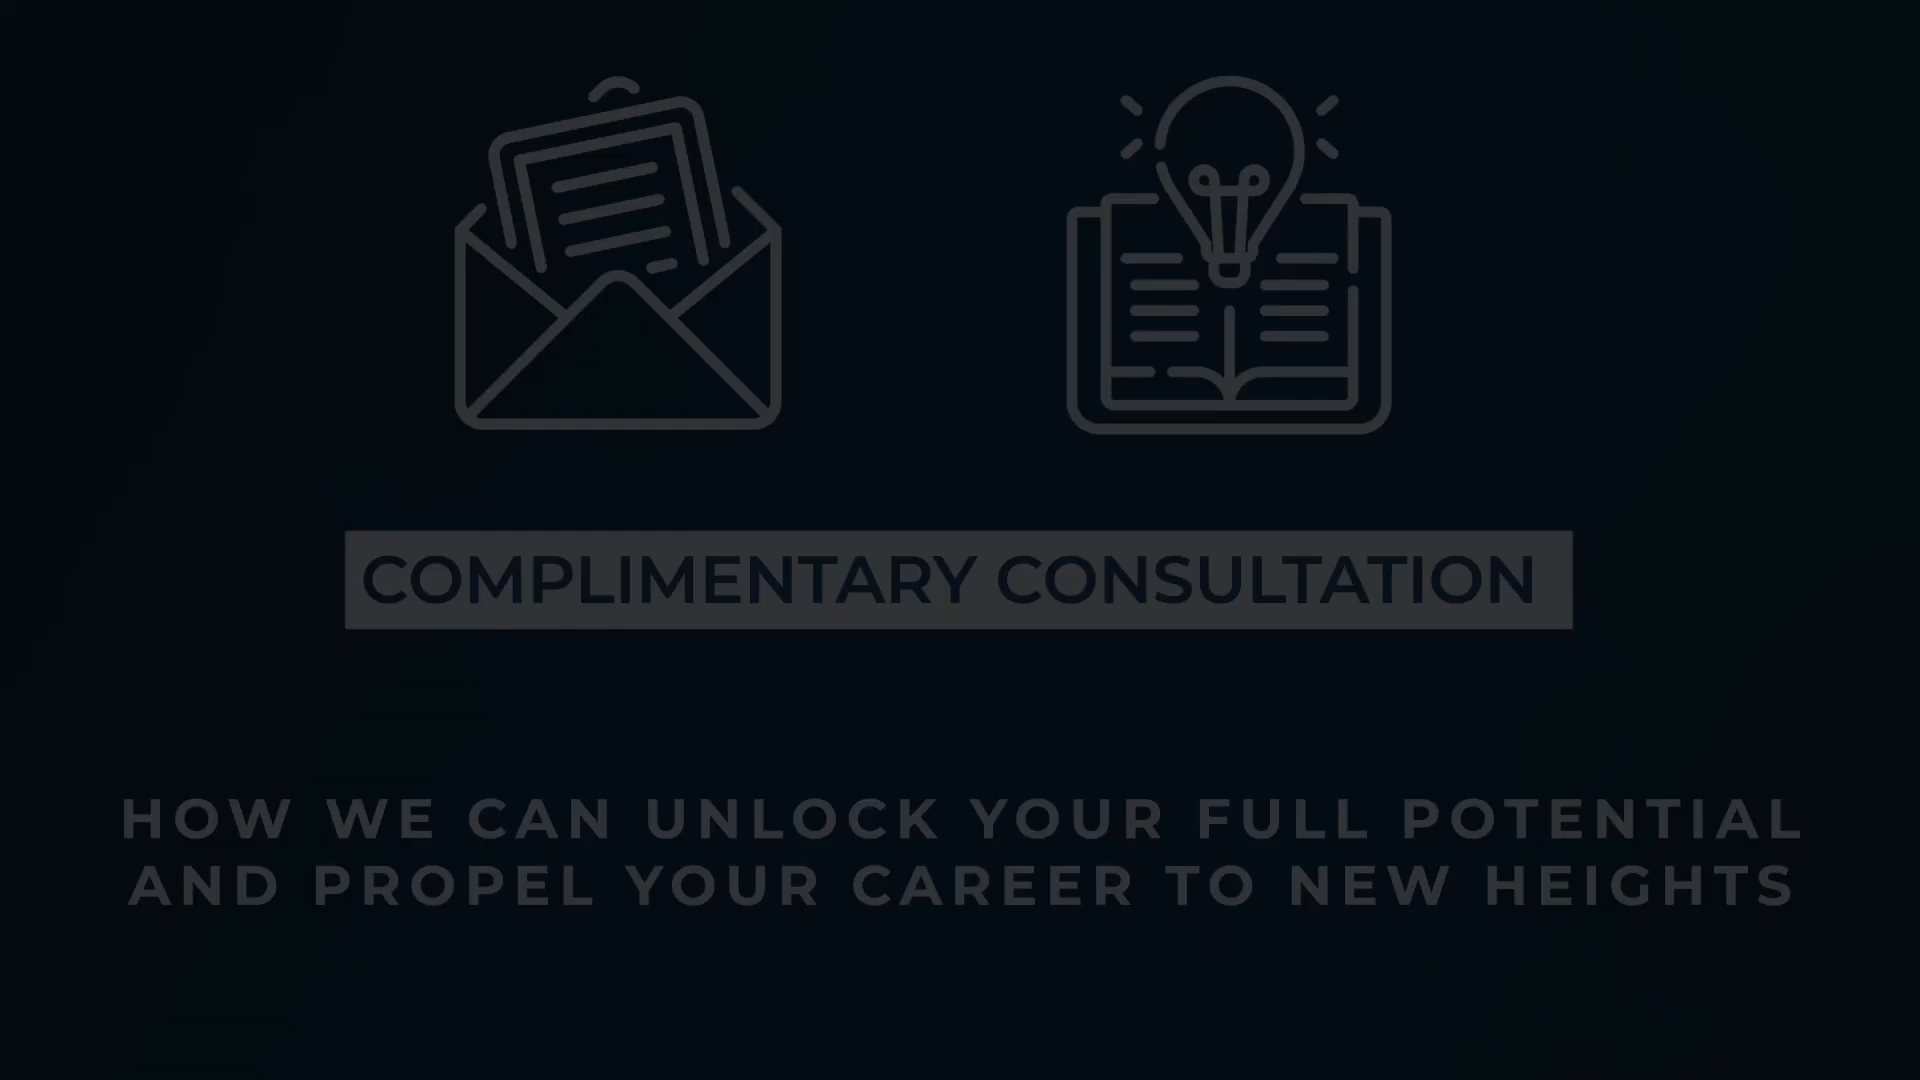 COMPLIMENTARY CONSULTATION
HOW WE CAN UNLOCK YOUR FULL POTENTIAL
AND PROPEL YOUR CAREER TO NEW HEIGHTS